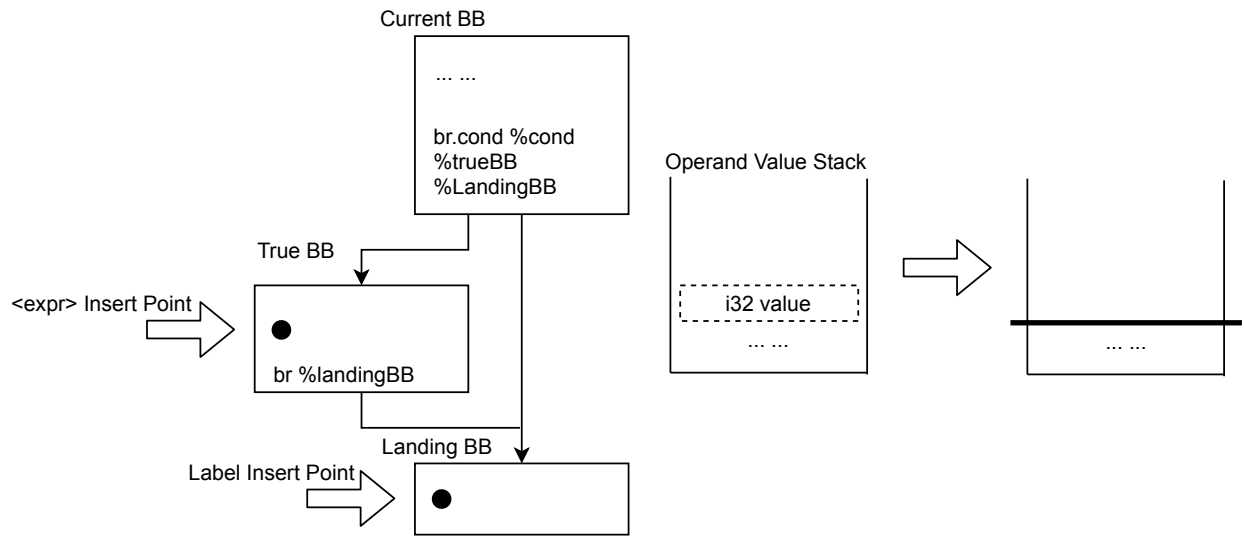 Current BB
... ...
br.cond %cond
%trueBB
%LandingBB
Operand Value Stack
True BB
<expr> Insert Point
i32 value
... ...
... ...
br %landingBB
Landing BB
Label Insert Point